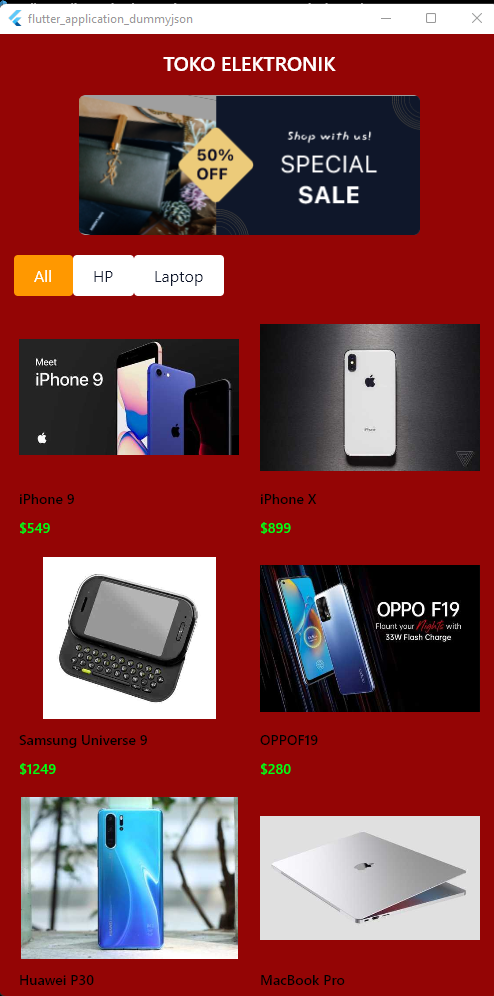 flutter_application_dummyjson
TOKO ELEKTRONIK
50%
OFF
Shop with us!
SPECIAL
SALE
All
HP
Laptop
Meet
iPhone 9
iPhone
iPhone 9
iPhone X
$549
$899
OPPO F19
Flaunt your Nights with
33W Flash Charge
Samsung Universe 9
OPPOF19
$1249
$280
Huawei P30
MacBook Pro